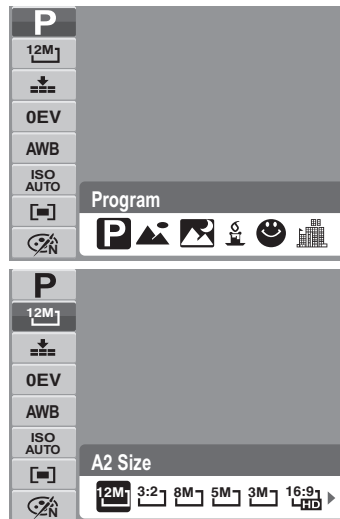 P
12M
0EV
AWB
ISO
AUTO
N
Program
P
P
12M
0EV
AWB
ISO
AUTO
N
A2 Size
12M 3:2 8M 5M 3M 16:9
HD